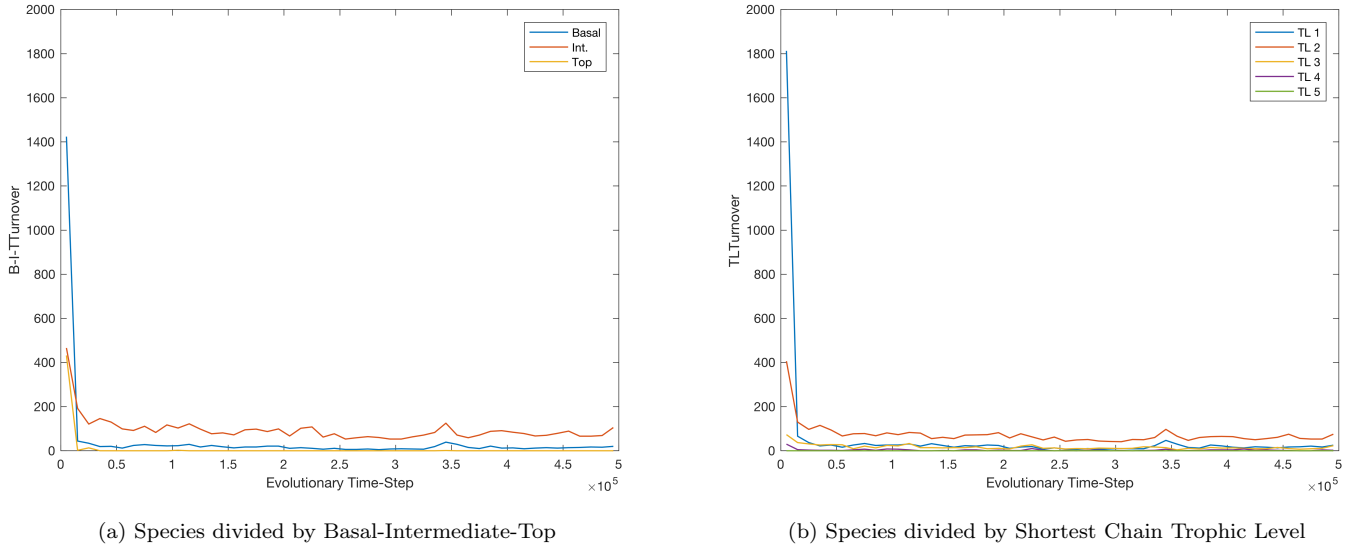 2000
1800
1600
1400
1200
1000
800
600
400
200
0
B-I-TTurnover
0 0.5 1 1.5 2 2.5 3 3.5 4 4.5 5
×10⁵
Evolutionary Time-Step
Basal
Int.
Top
(a) Species divided by Basal-Intermediate-Top
2000
1800
1600
1400
1200
1000
800
600
400
200
0
TLTurnover
0 0.5 1 1.5 2 2.5 3 3.5 4 4.5 5
×10⁵
Evolutionary Time-Step
TL 1
TL 2
TL 3
TL 4
TL 5
(b) Species divided by Shortest Chain Trophic Level